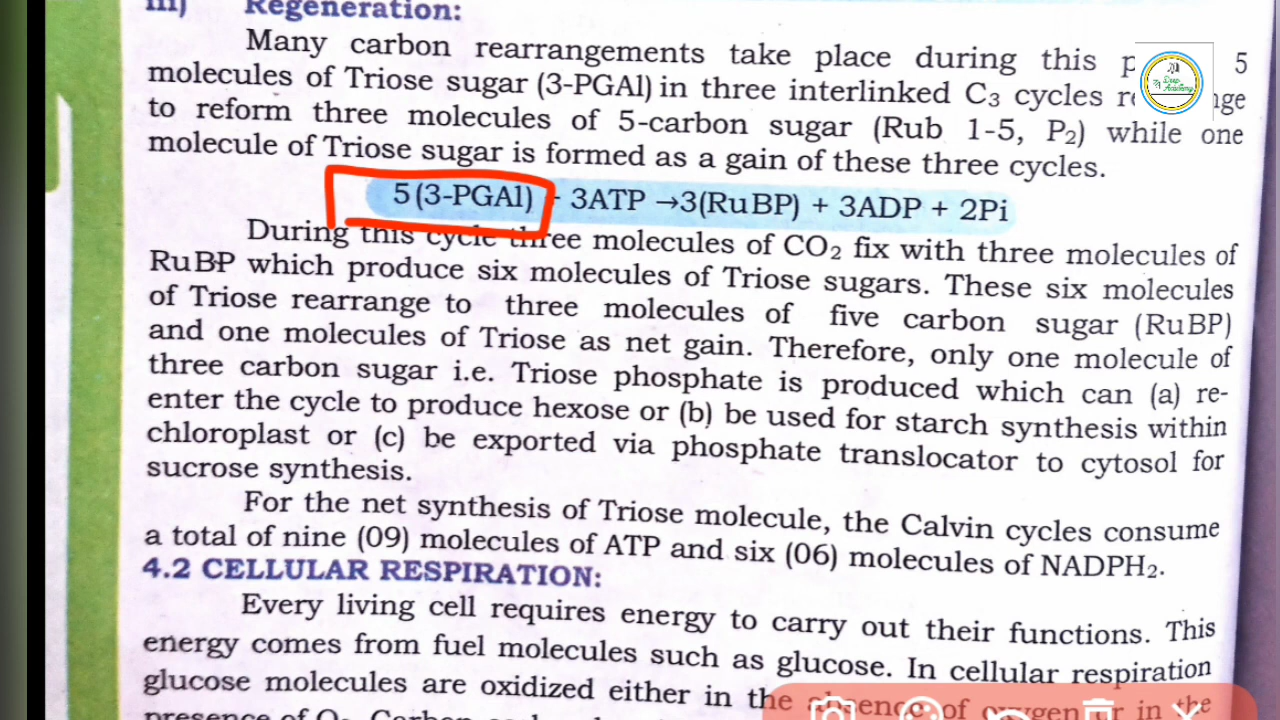 iii) Regeneration:
Many carbon rearrangements take place during this 5
molecules of Triose sugar (3-PGAl) in three interlinked C₃ cycles
to reform three molecules of 5-carbon sugar (Rub 1-5, P₂) while one
molecule of Triose sugar is formed as a gain of these three cycles.
5(3-PGAl) 3ATP →3(RuBP) + 3ADP + 2Pi
During this cycle three molecules of CO₂ fix with three molecules of
RuBP which produce six molecules of Triose sugars. These six molecules
of Triose rearrange to three molecules of five carbon sugar (RuBP)
and one molecules of Triose as net gain. Therefore, only one molecule of
three carbon sugar i.e. Triose phosphate is produced which can (a) re-
enter the cycle to produce hexose or (b) be used for starch synthesis within
chloroplast or (c) be exported via phosphate translocator to cytosol for
sucrose synthesis.
For the net synthesis of Triose molecule, the Calvin cycles consume
a total of nine (09) molecules of ATP and six (06) molecules of NADPH₂.
4.2 CELLULAR RESPIRATION:
Every living cell requires energy to carry out their functions. This
energy comes from fuel molecules such as glucose. In cellular respiration
glucose molecules are oxidized either in the absence of oxygen or in the
presence of O₂.
Deep
Academy